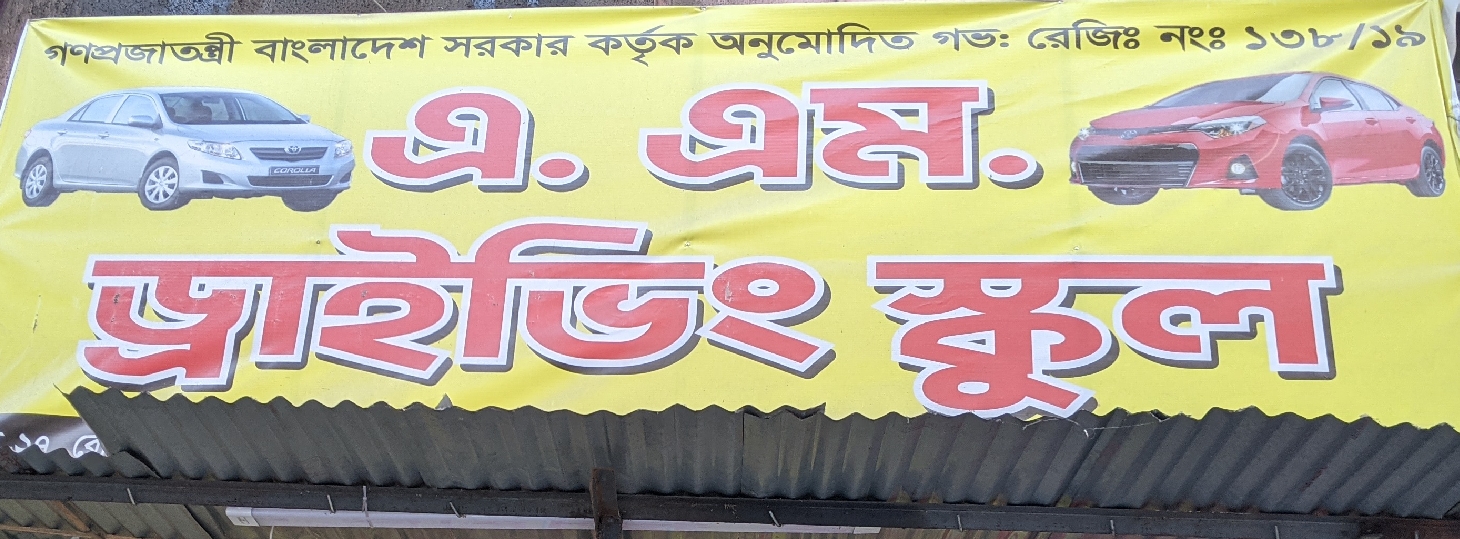 গণপ্রজাতন্ত্রী বাংলাদেশ সরকার কর্তৃক অনুমোদিত গভ: রেজিঃ নংঃ ১৩৮/১৯
এ. এম.
COROLLA
ড্রাইভিং স্কুল